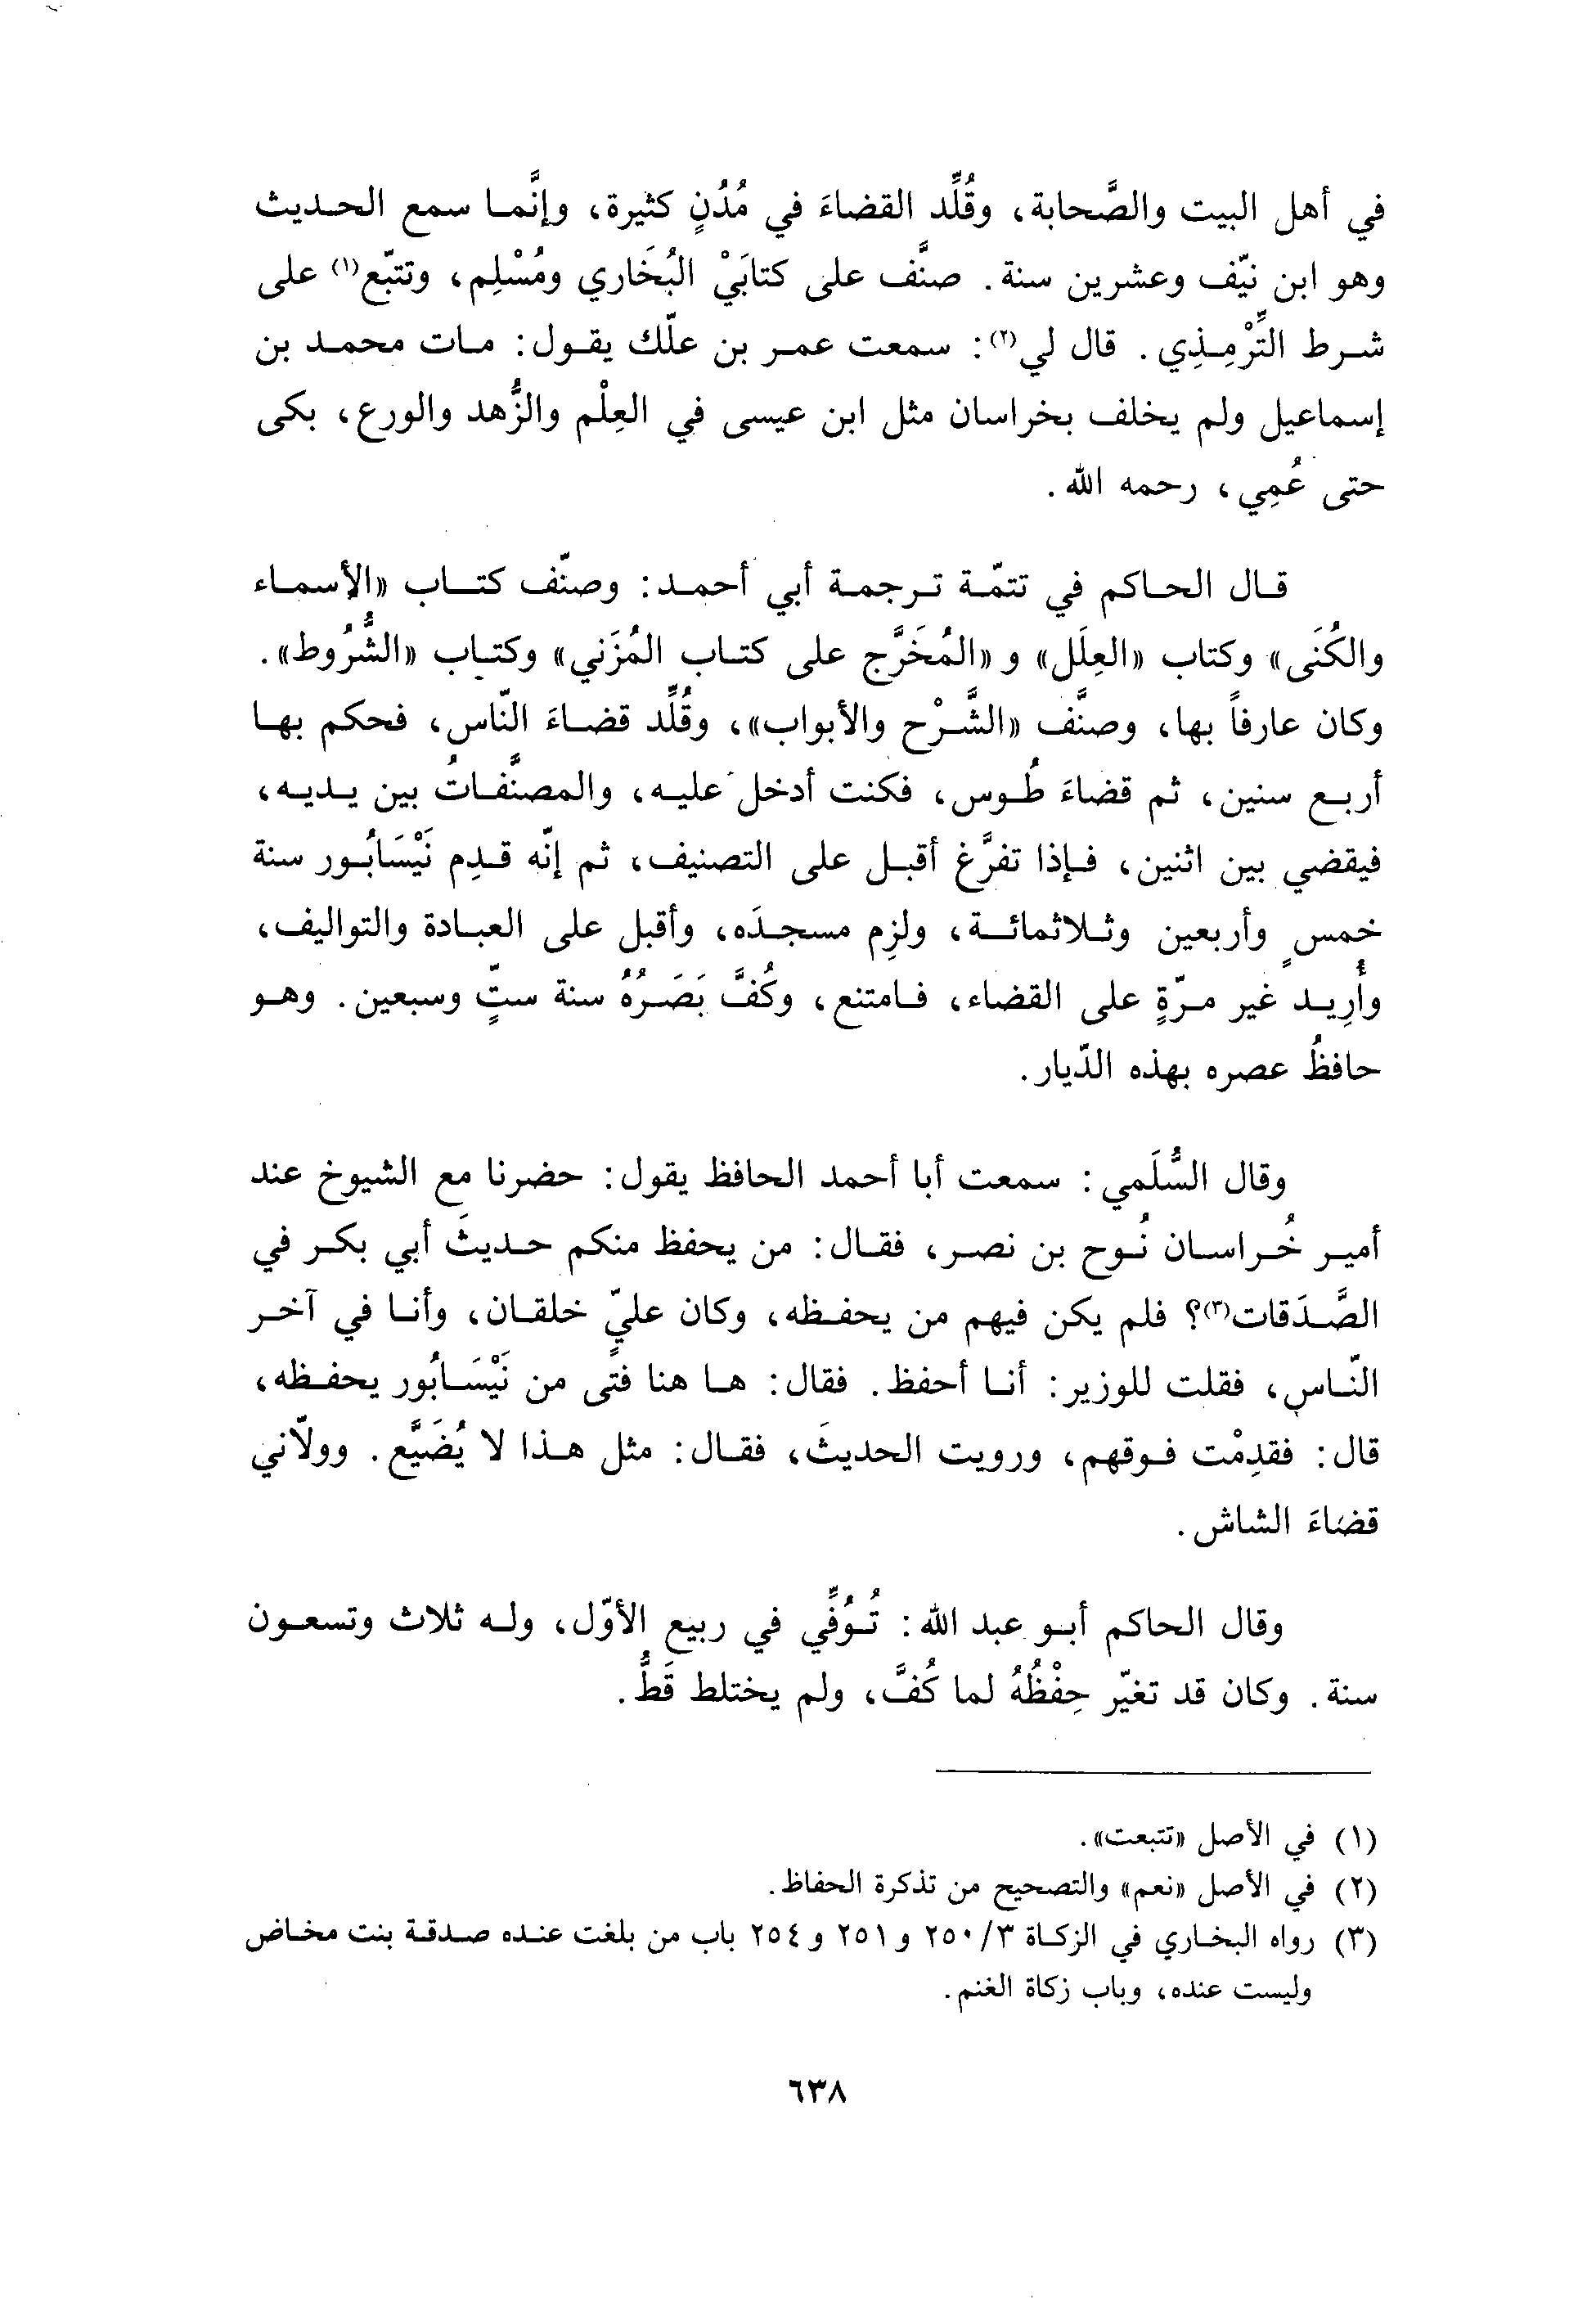 في أهل البيت والصَّحابة، وقُلِّد القضاءَ في مُدُنٍ كثيرة، وإنَّما سمع الحديث
وهو ابن نيّف وعشرين سنة. صنَّف على كتابَيْ البُخَاري ومُسْلِم، وتتبّع(١) على
شرط التِّرْمِذِي. قال لي(٢): سمعت عمر بن علّك يقول: مات محمد بن
إسماعيل ولم يخلف بخراسان مثل ابن عيسى في العِلْم والزُّهد والورع، بكى
حتى عُمِي، رحمه الله.
قال الحاكم في تتمّة ترجمة أبي أحمد: وصنّف كتاب «الأسماء
والكُنَى» وكتاب «العِلَل» و «المُخَرَّج على كتاب المُزَني» وكتاب «الشُّرُوط».
وكان عارفاً بها، وصنَّف «الشَّرْح والأبواب»، وقُلِّد قضاءَ النّاس، فحكم بها
أربع سنين، ثم قضاءَ طُوس، فكنت أدخل عليه، والمصنَّفاتُ بين يديه،
فيقضي بين اثنين، فإذا تفرَّغ أقبل على التصنيف، ثم إنّه قدِم نَيْسَابُور سنة
خمسٍ وأربعين وثلاثمائة، ولزِم مسجدَه، وأقبل على العبادة والتواليف،
وأُرِيد غير مرّةٍ على القضاء، فامتنع، وكُفَّ بَصَرُهُ سنة ستٍّ وسبعين. وهو
حافظُ عصره بهذه الدّيار.
وقال السُّلَمي: سمعت أبا أحمد الحافظ يقول: حضرنا مع الشيوخ عند
أمير خُراسان نُوح بن نصر، فقال: من يحفظ منكم حديثَ أبي بكر في
الصَّدَقات(٣)؟ فلم يكن فيهم من يحفظه، وكان عليّ خلقان، وأنا في آخر
النّاس، فقلت للوزير: أنا أحفظ. فقال: ها هنا فتًى من نَيْسَابُور يحفظه،
قال: فقدِمْت فوقهم، ورويت الحديثَ، فقال: مثل هذا لا يُضَيَّع. وولّاني
قضاءَ الشاش.
وقال الحاكم أبو عبد الله: تُوُفِّي في ربيع الأوّل، وله ثلاث وتسعون
سنة. وكان قد تغيّر حِفْظُهُ لما كُفَّ، ولم يختلط قَطُّ.
(١) في الأصل «تتبعت».
(٢) في الأصل «نعم» والتصحيح من تذكرة الحفاظ.
(٣) رواه البخاري في الزكاة ٢٥٠/٣ و ٢٥١ و ٢٥٤ باب من بلغت عنده صدقة بنت مخاض
وليست عنده، وباب زكاة الغنم.
٦٣٨